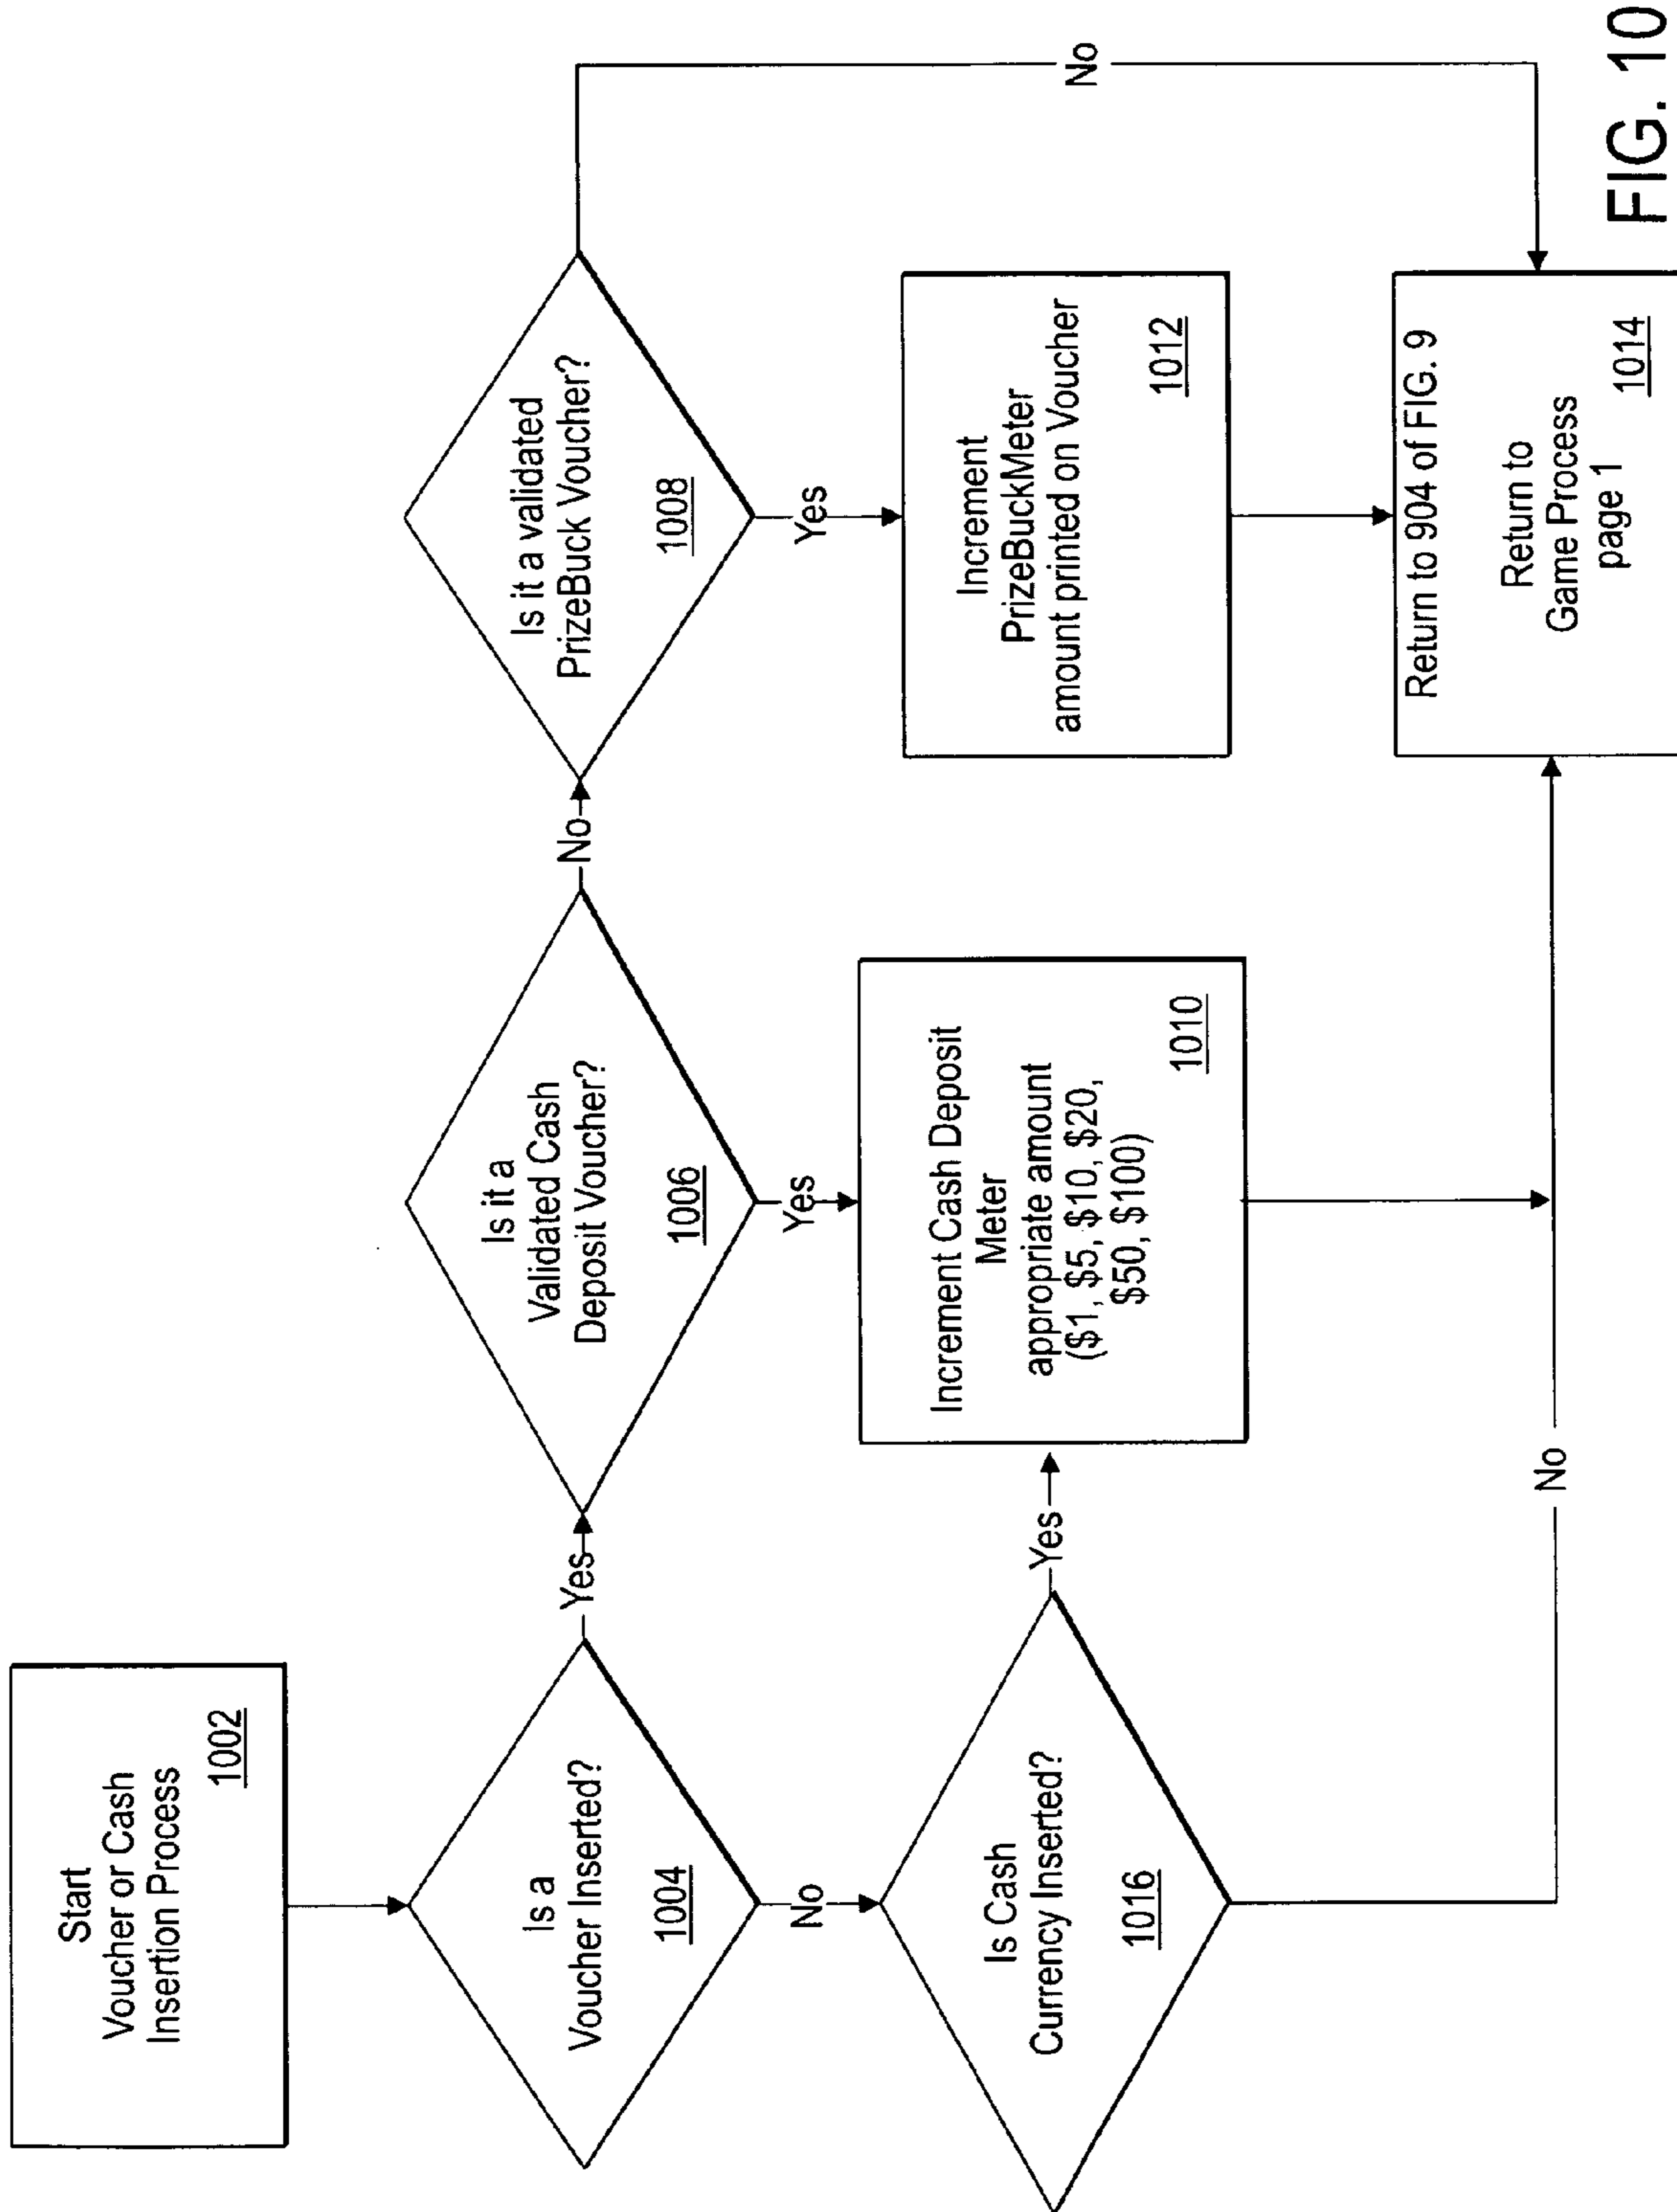 Start
Voucher or Cash
Insertion Process
1002
Is a
Voucher Inserted?
1004
Yes
No
Is it a
Validated Cash
Deposit Voucher?
1006
No
Yes
Is it a validated
PrizeBuck Voucher?
1008
No
Yes
Is Cash
Currency Inserted?
1016
Yes
No
Increment Cash Deposit
Meter
appropriate amount
($1, $5, $10, $20,
$50, $100)
1010
Increment
PrizeBuckMeter
amount printed on Voucher
1012
Return to 904 of FIG. 9
Return to
Game Process
page 1
1014
FIG. 10